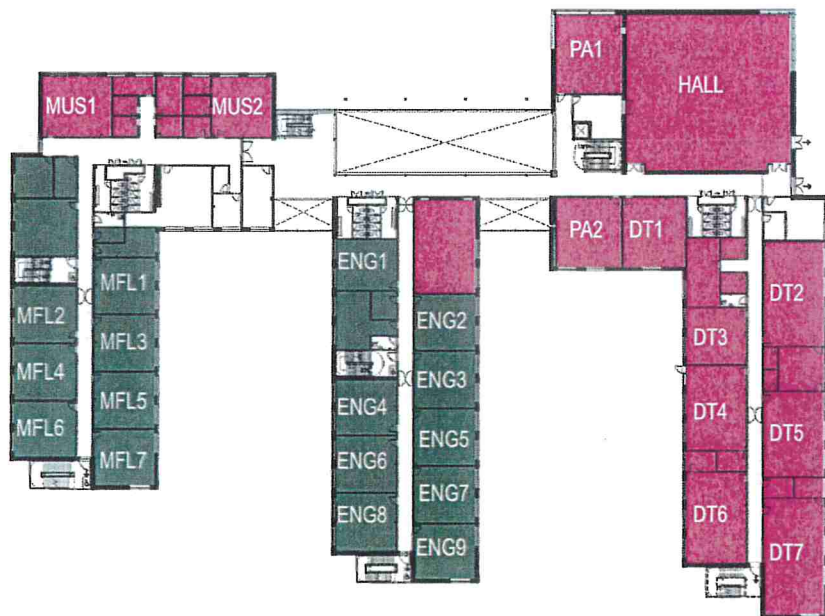 PA1
HALL
MUS1
MUS2
PA2
DT1
MFL1
ENG1
DT2
MFL2
ENG2
MFL3
DT3
MFL4
ENG3
MFL5
ENG4
DT4
DT5
MFL6
ENG5
MFL7
ENG6
ENG7
DT6
ENG8
ENG9
DT7